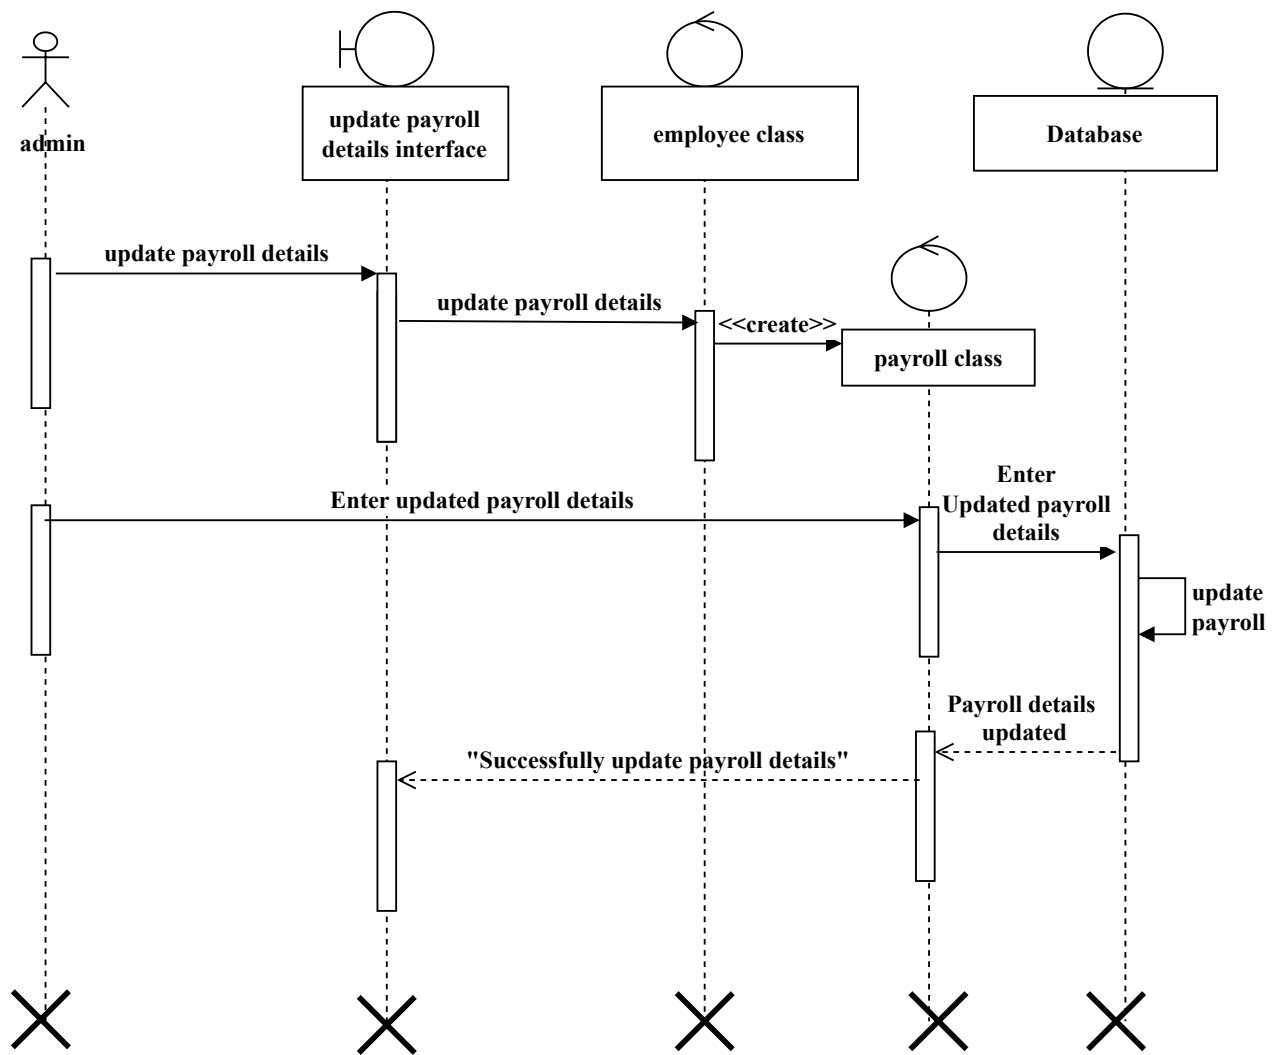 admin
update payroll
details interface
employee class
Database
update payroll details
update payroll details
<<create>>
payroll class
Enter updated payroll details
Enter
Updated payroll
details
update
payroll
Payroll details
updated
"Successfully update payroll details"